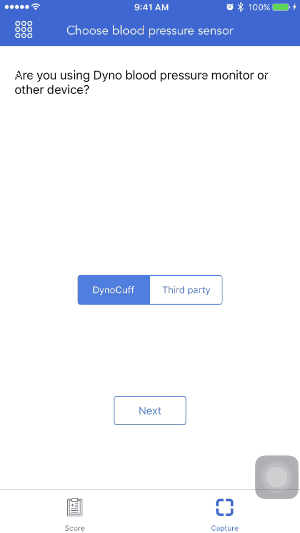 9:41 AM
100%
Choose blood pressure sensor
Are you using Dyno blood pressure monitor or
other device?
DynoCuff
Third party
Next
Score
Capture